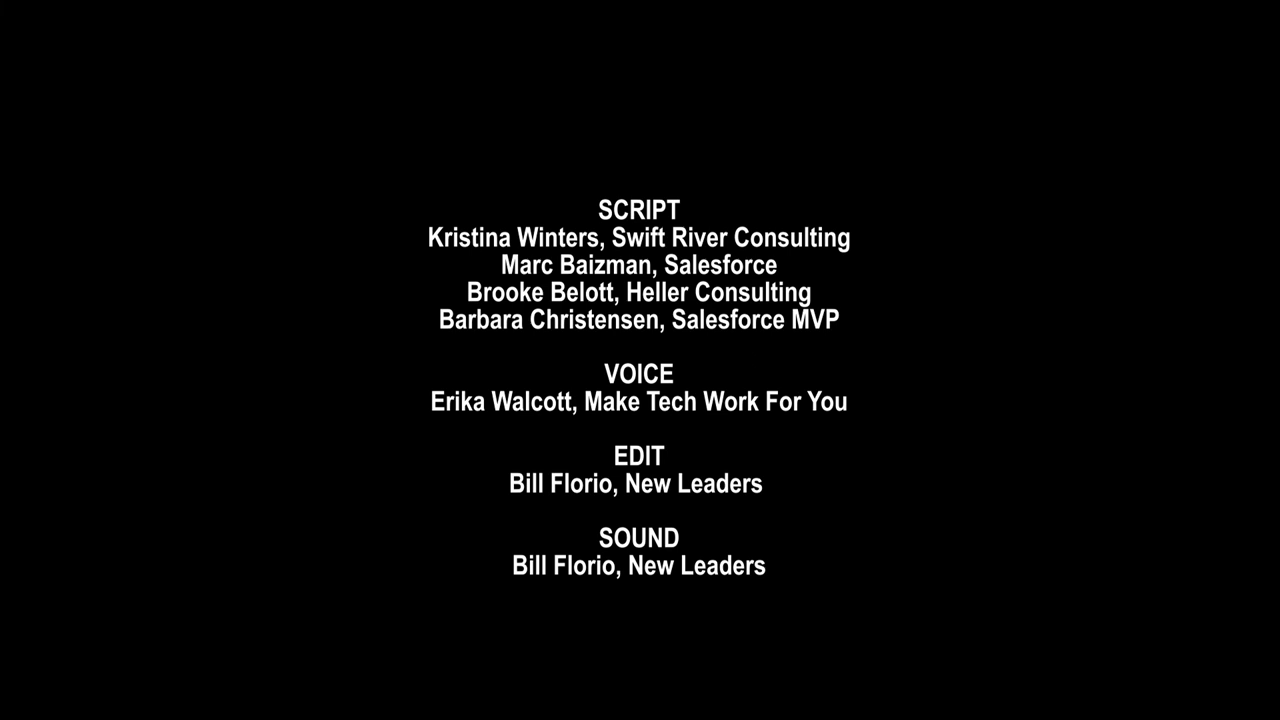 SCRIPT
Kristina Winters, Swift River Consulting
Marc Baizman, Salesforce
Brooke Belott, Heller Consulting
Barbara Christensen, Salesforce MVP
VOICE
Erika Walcott, Make Tech Work For You
EDIT
Bill Florio, New Leaders
SOUND
Bill Florio, New Leaders